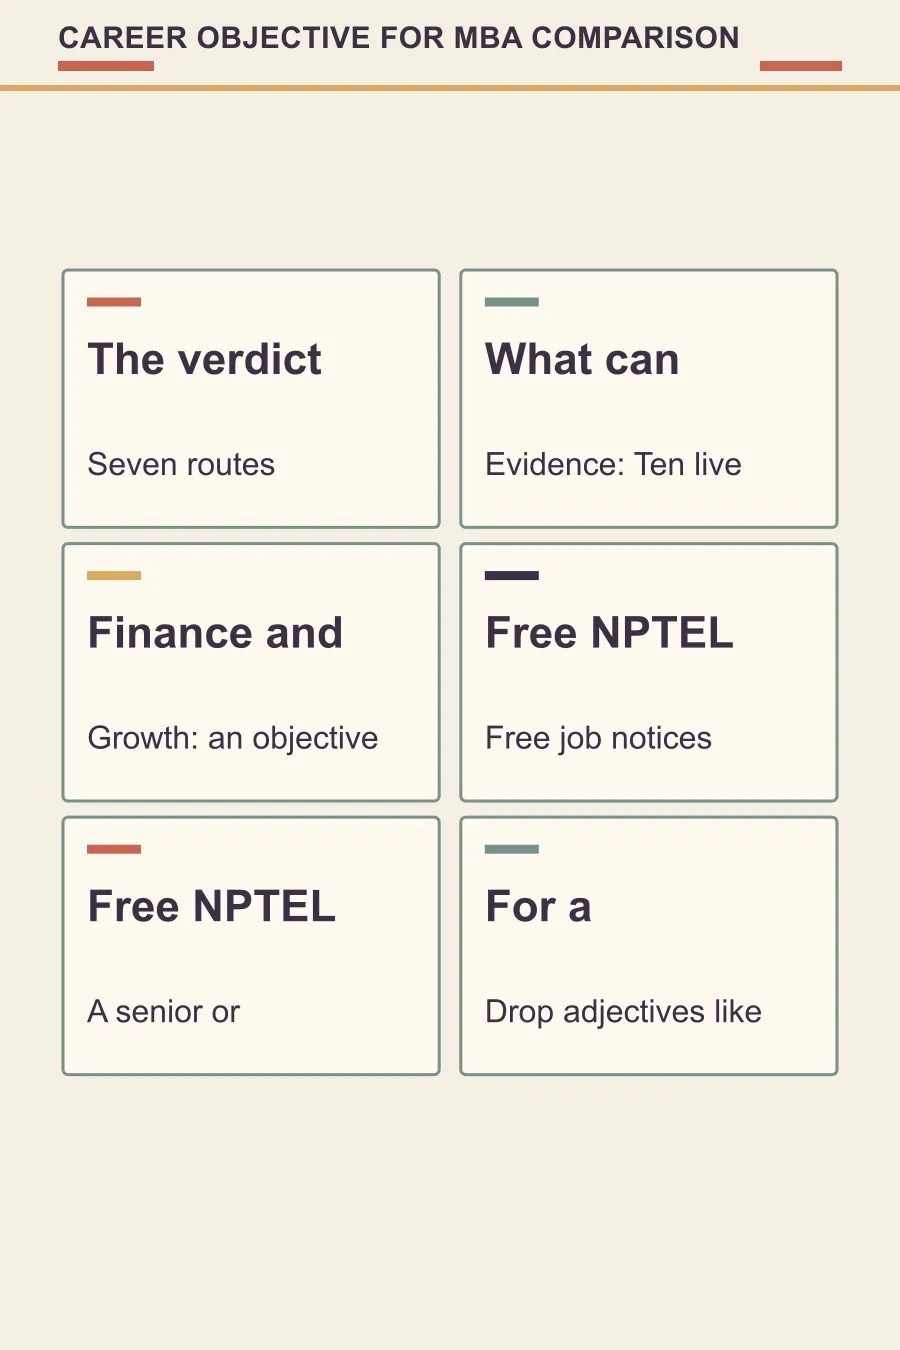 CAREER OBJECTIVE FOR MBA COMPARISON
The verdict
Seven routes
What can
Evidence: Ten live
Finance and
Growth: an objective
Free NPTEL
Free job notices
Free NPTEL
A senior or
For a
Drop adjectives like